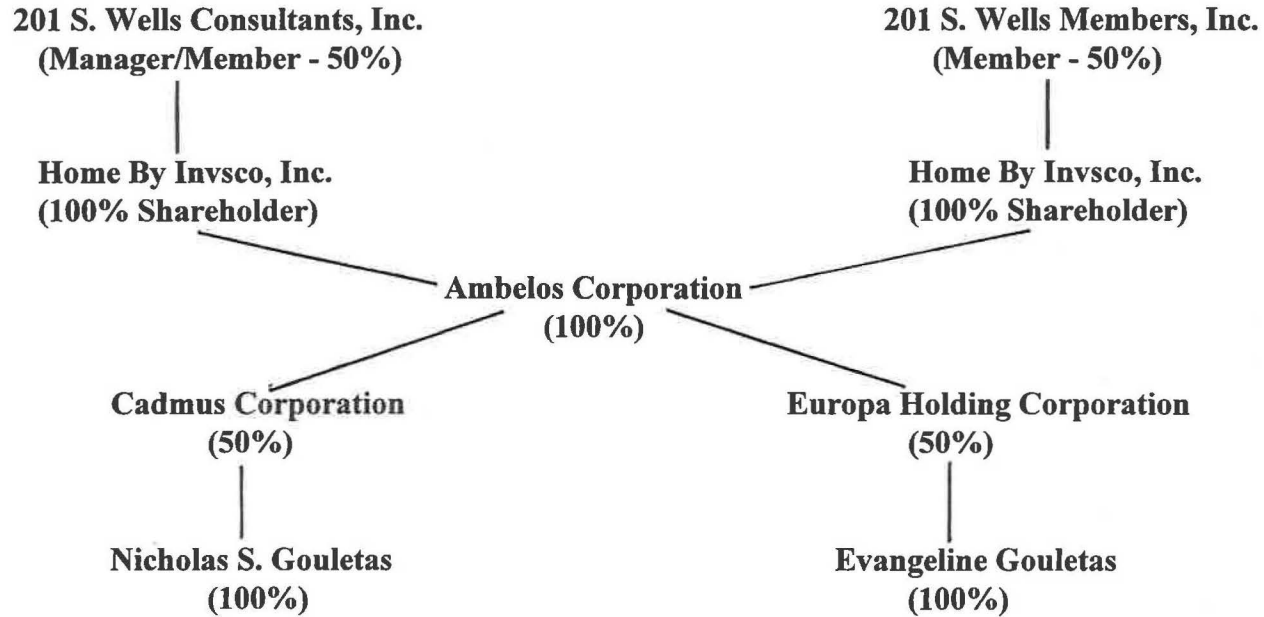 201 S. Wells Consultants, Inc.
(Manager/Member - 50%)
201 S. Wells Members, Inc.
(Member - 50%)
Home By Invsco, Inc.
(100% Shareholder)
Home By Invsco, Inc.
(100% Shareholder)
Ambelos Corporation
(100%)
Cadmus Corporation
(50%)
Europa Holding Corporation
(50%)
Nicholas S. Gouletas
(100%)
Evangeline Gouletas
(100%)